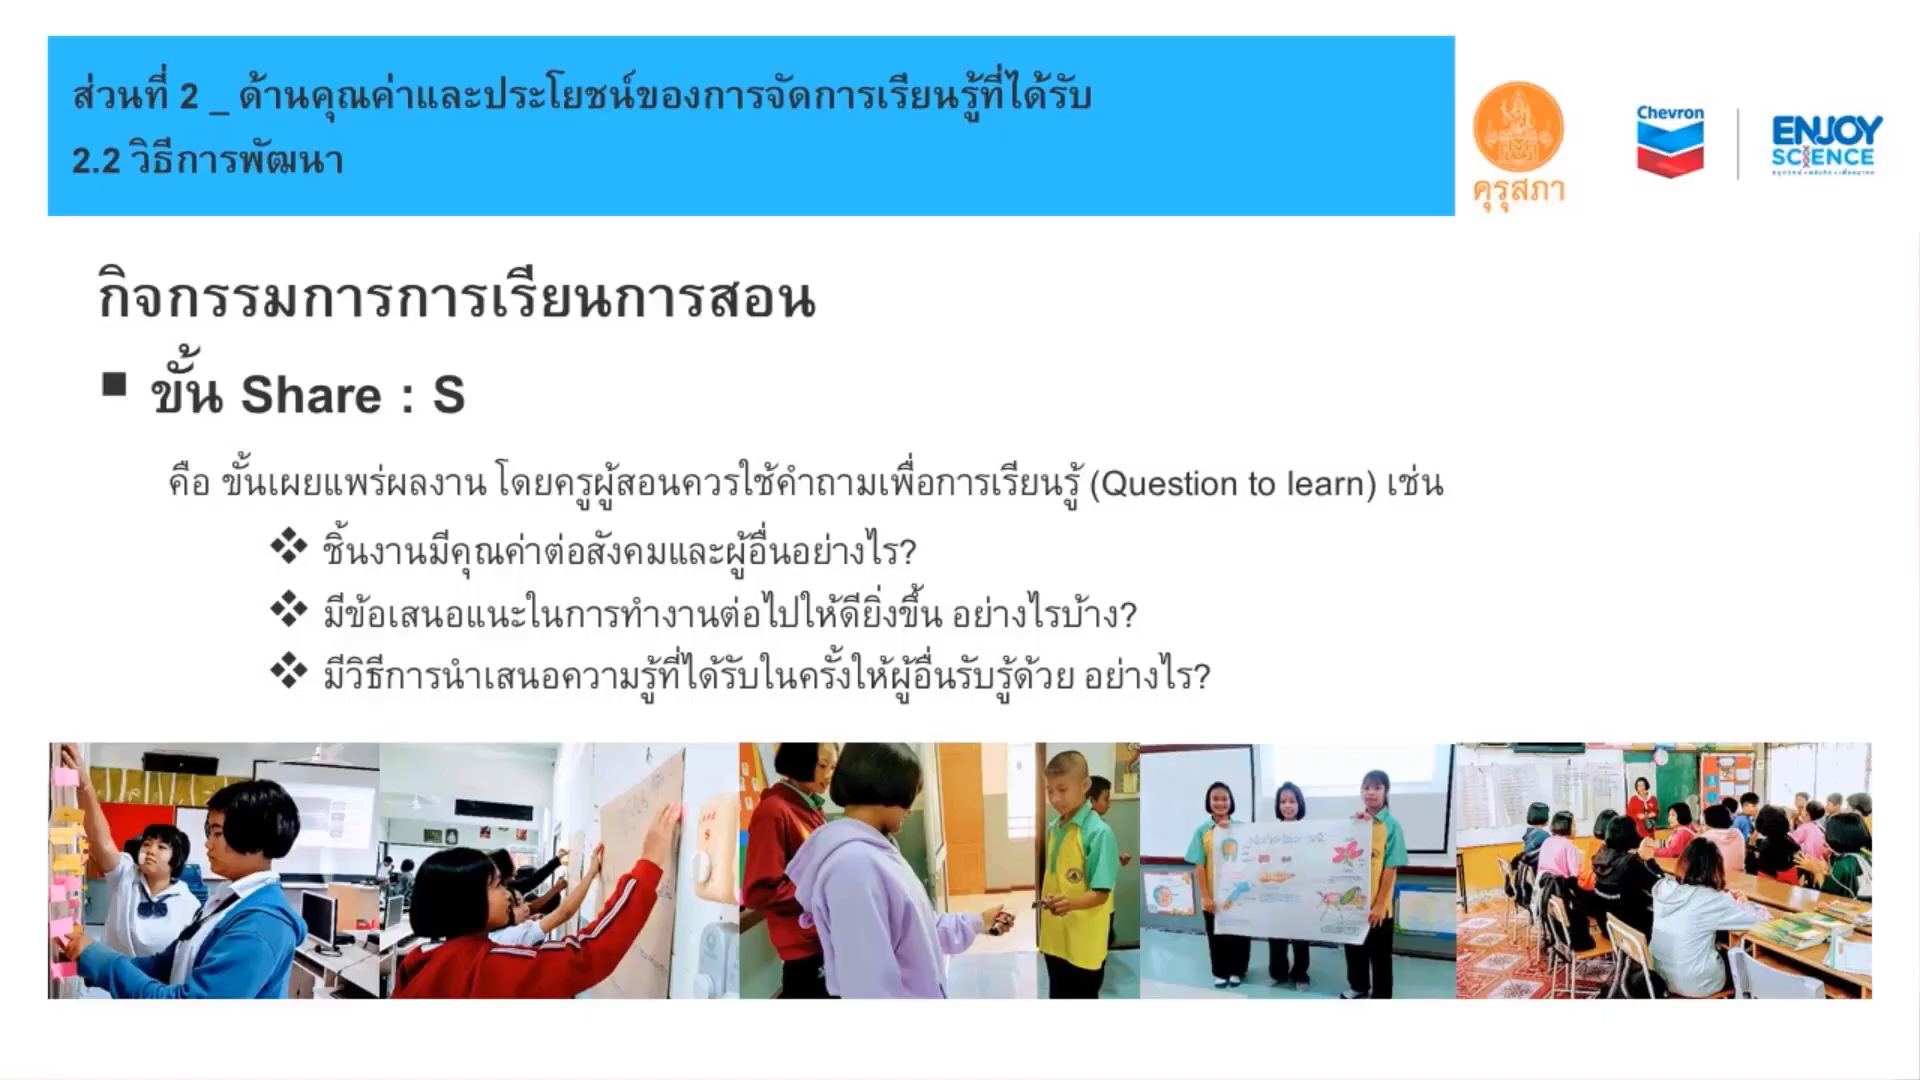 ส่วนที่ 2 _ ด้านคุณค่าและประโยชน์ของการจัดการเรียนรู้ที่ได้รับ
2.2 วิธีการพัฒนา
คุรุสภา
Chevron
ENJOY
SCIENCE
กิจกรรมการการเรียนการสอน
ขั้น Share : S
คือ ขั้นเผยแพร่ผลงาน โดยครูผู้สอนควรใช้คำถามเพื่อการเรียนรู้ (Question to learn) เช่น
ชิ้นงานมีคุณค่าต่อสังคมและผู้อื่นอย่างไร?
มีข้อเสนอแนะในการทำงานต่อไปให้ดียิ่งขึ้น อย่างไรบ้าง?
มีวิธีการนำเสนอความรู้ที่ได้รับในครั้งให้ผู้อื่นรับรู้ด้วย อย่างไร?